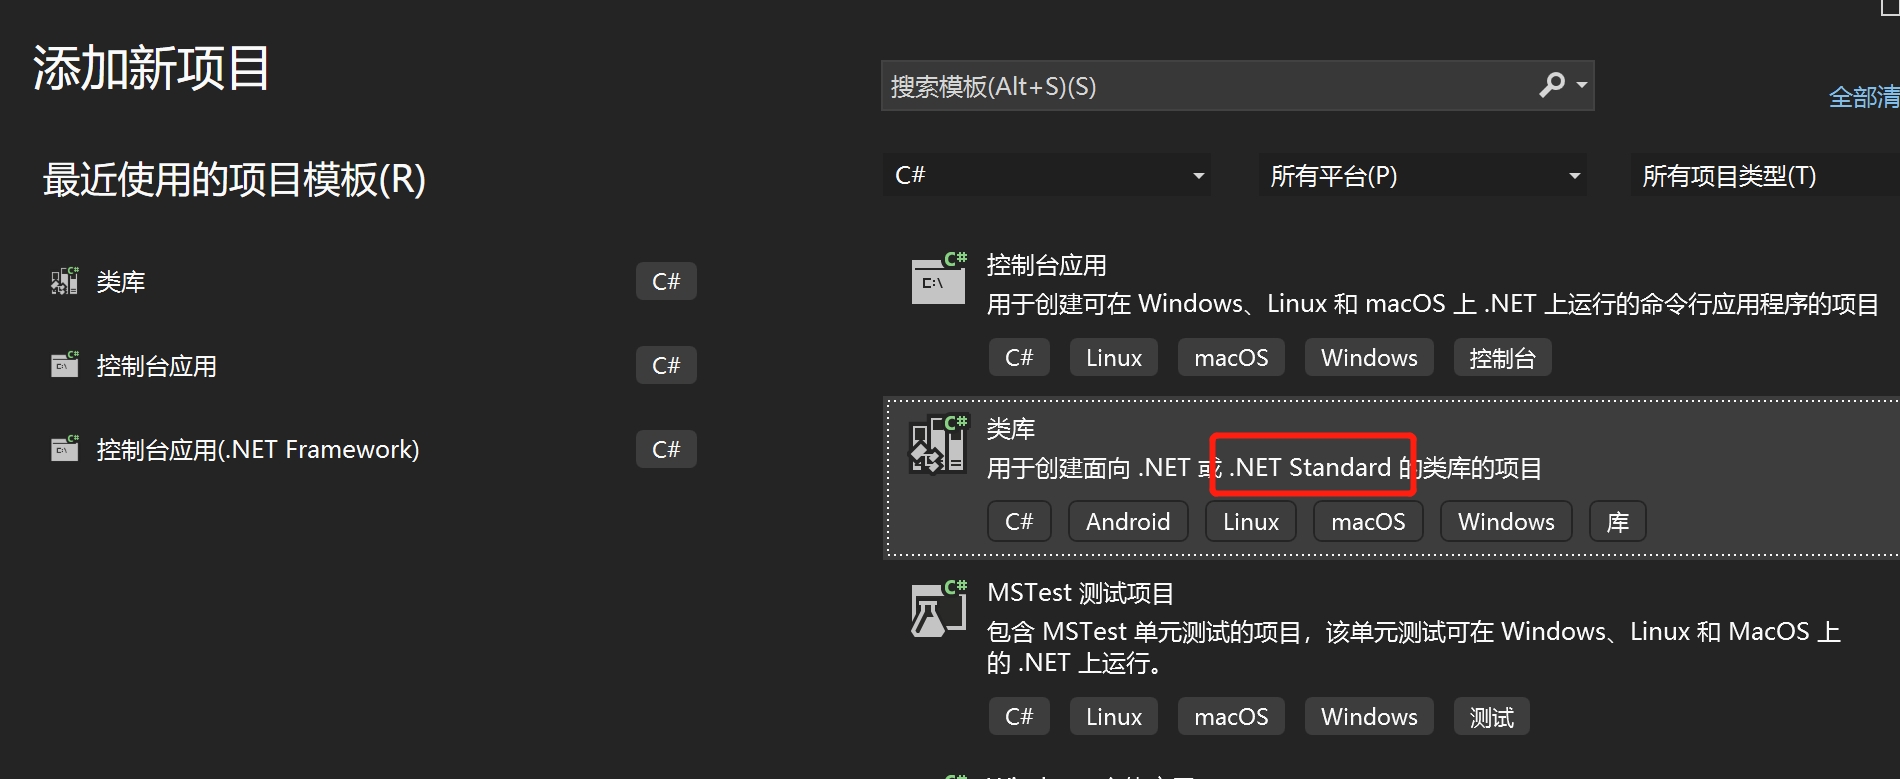 添加新项目
搜索模板(Alt+S)(S)
全部清
最近使用的项目模板(R)
C#
所有平台(P)
所有项目类型(T)
类库
C#
控制台应用
C#
控制台应用(.NET Framework)
C#
控制台应用
用于创建可在 Windows、Linux 和 macOS 上 .NET 上运行的命令行应用程序的项目
C# Linux macOS Windows 控制台
类库
用于创建面向 .NET 或 .NET Standard 的类库的项目
C# Android Linux macOS Windows 库
MSTest 测试项目
包含 MSTest 单元测试的项目，该单元测试可在 Windows、Linux 和 MacOS 上
的 .NET 上运行。
C# Linux macOS Windows 测试